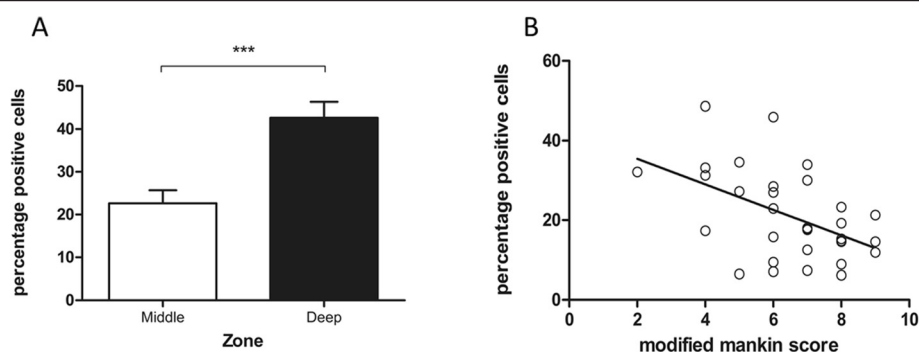 A
***
percentage positive cells
50
40
30
20
10
0
Middle
Deep
Zone
B
percentage positive cells
60
40
20
0
0
2
4
6
8
10
modified mankin score